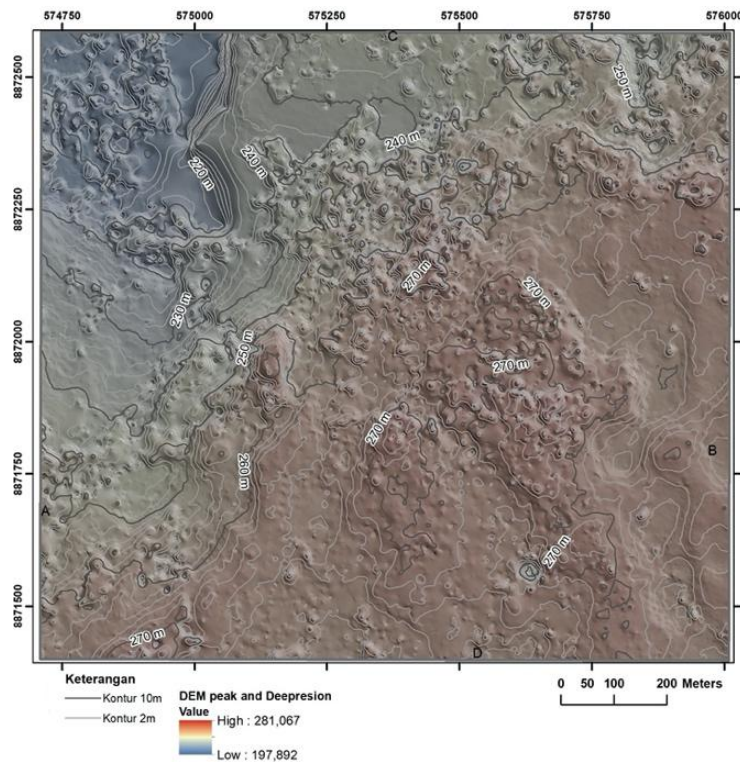 574750 575000 575250 575500 575750 576000
C
8872500
250 m
240 m
240 m
220 m
8872250
270 m
270 m
230 m
8872000
250 m
270 m
270 m
B
8871750
260 m
A
270 m
8871500
270 m
D
Keterangan
Kontur 10m
Kontur 2m
DEM peak and Deepresion
Value
High : 281,067
Low : 197,892
0 50 100 200 Meters